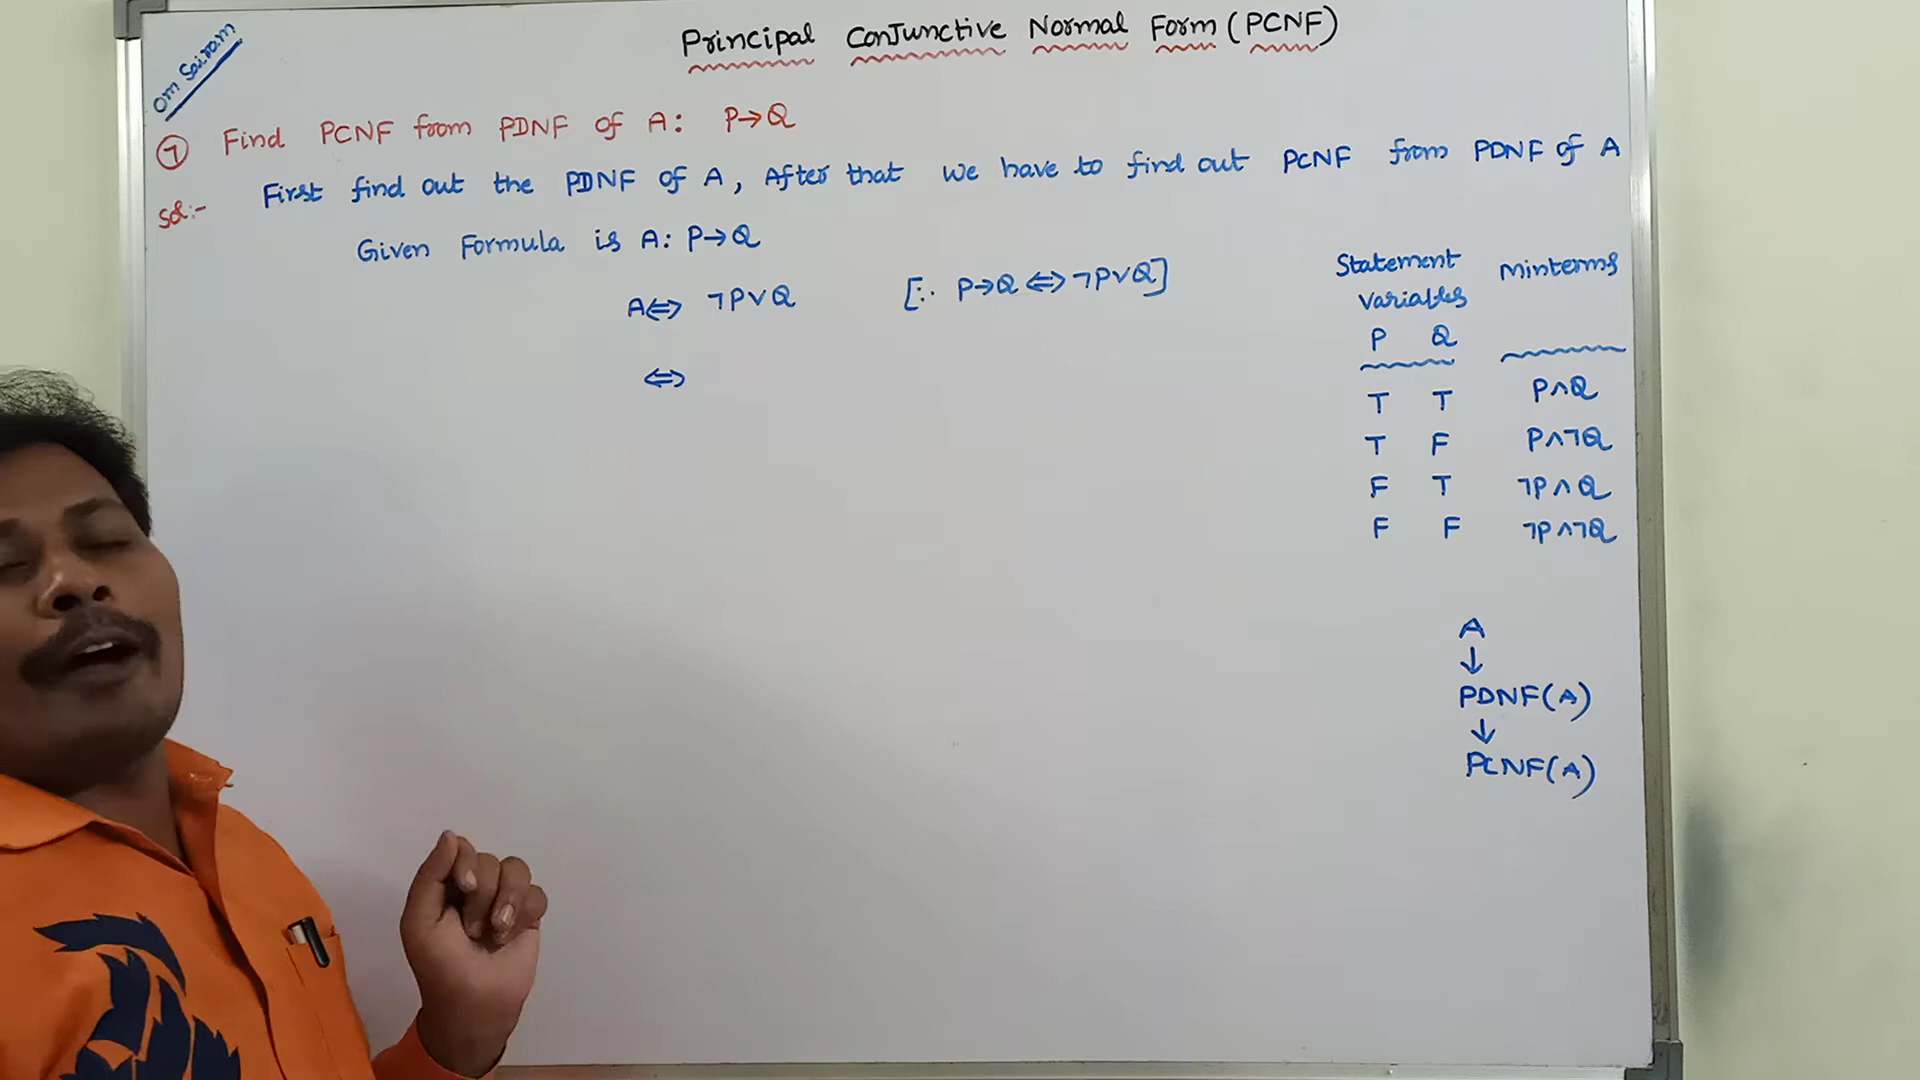 Om Sairam
Principal Conjunctive Normal Form (PCNF)
7 Find PCNF from PDNF of A: P→Q
Sol:- First find out the PDNF of A, After that we have to find out PCNF from PDNF of A
Given Formula is A: P→Q
A⇔ ¬P∨Q [∵ P→Q ⇔ ¬P∨Q]
⇔
Statement Minterms
Variables
P Q
T T P∧Q
T F P∧¬Q
F T ¬P∧Q
F F ¬P∧¬Q
A
↓
PDNF(A)
↓
PCNF(A)